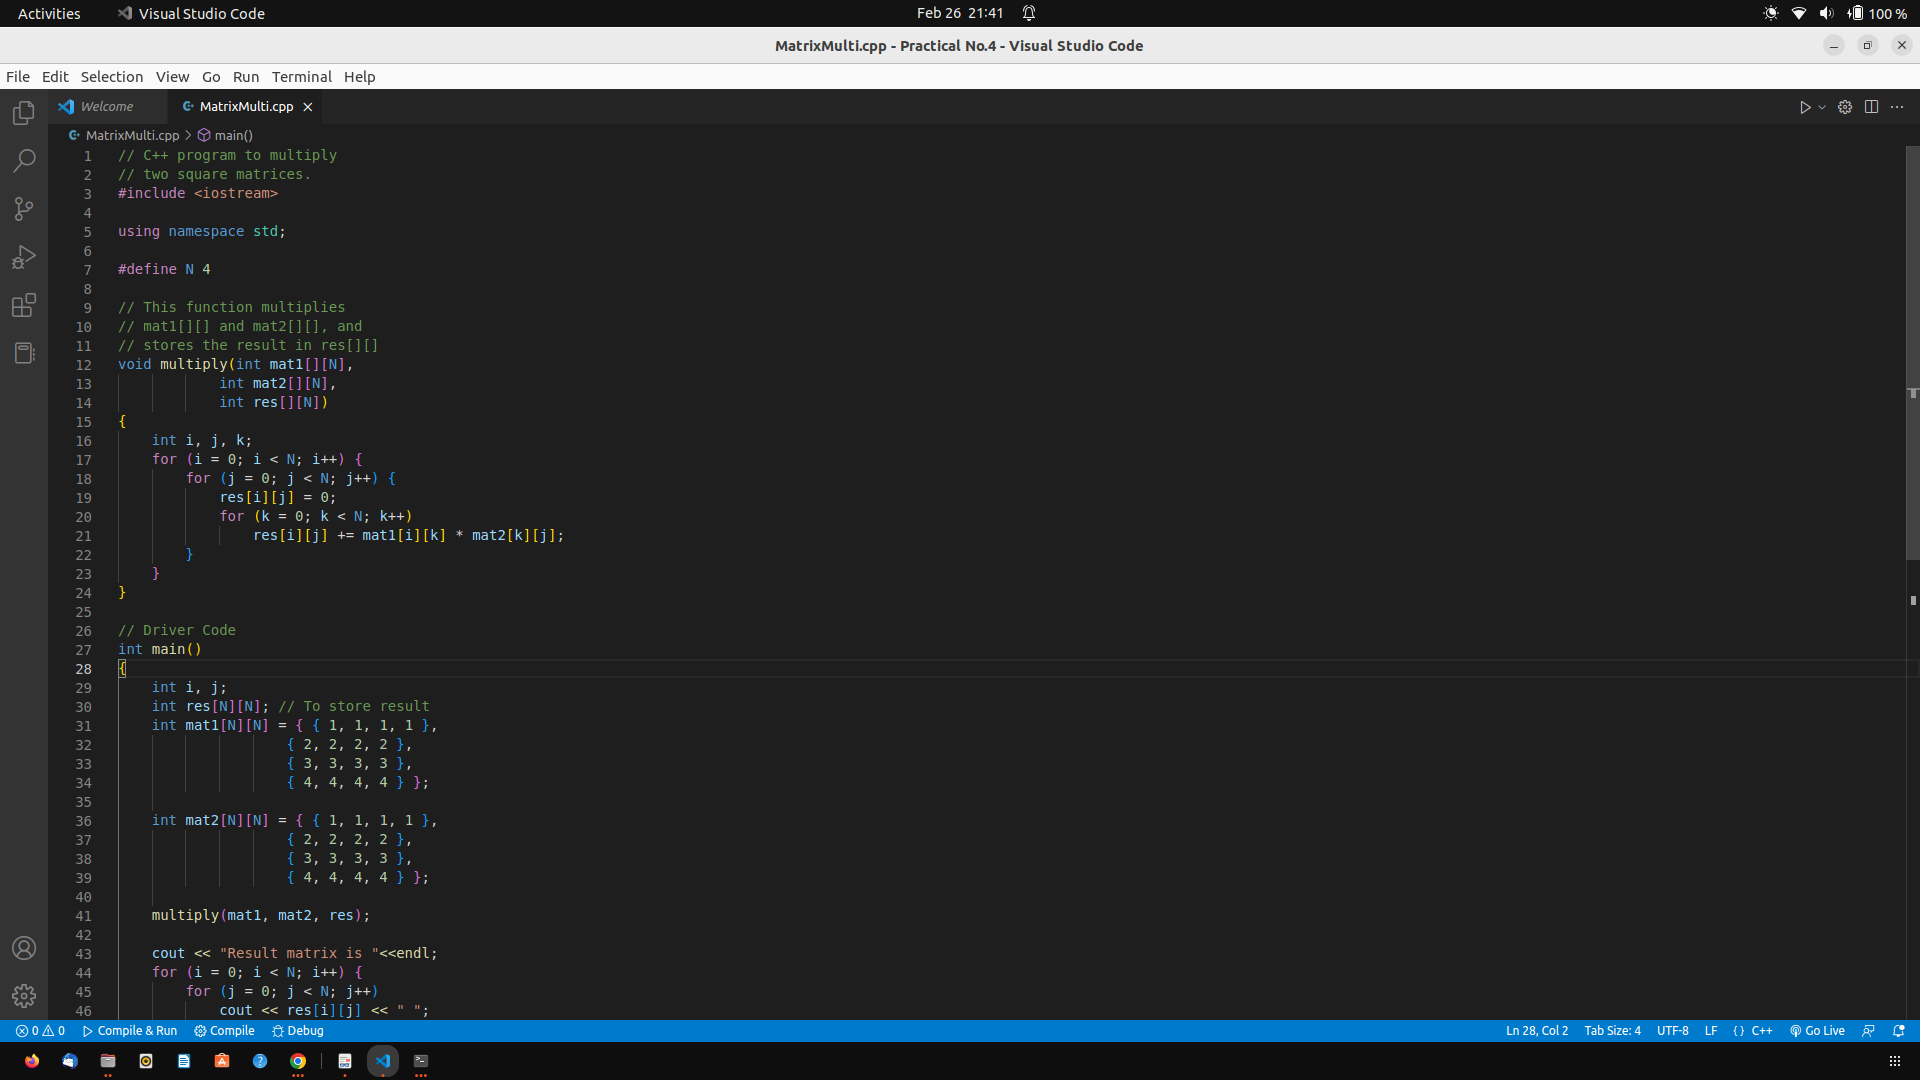 Activities Visual Studio Code Feb 26 21:41 100 %
MatrixMulti.cpp - Practical No.4 - Visual Studio Code
File Edit Selection View Go Run Terminal Help
Welcome MatrixMulti.cpp
MatrixMulti.cpp > main()
1 // C++ program to multiply
2 // two square matrices.
3 #include <iostream>
4
5 using namespace std;
6
7 #define N 4
8
9 // This function multiplies
10 // mat1[][] and mat2[][], and
11 // stores the result in res[][]
12 void multiply(int mat1[][N],
13             int mat2[][N],
14             int res[][N])
15 {
16     int i, j, k;
17     for (i = 0; i < N; i++) {
18         for (j = 0; j < N; j++) {
19             res[i][j] = 0;
20             for (k = 0; k < N; k++)
21                 res[i][j] += mat1[i][k] * mat2[k][j];
22         }
23     }
24 }
25
26 // Driver Code
27 int main()
28 {
29     int i, j;
30     int res[N][N]; // To store result
31     int mat1[N][N] = { { 1, 1, 1, 1 },
32                     { 2, 2, 2, 2 },
33                     { 3, 3, 3, 3 },
34                     { 4, 4, 4, 4 } };
35
36     int mat2[N][N] = { { 1, 1, 1, 1 },
37                     { 2, 2, 2, 2 },
38                     { 3, 3, 3, 3 },
39                     { 4, 4, 4, 4 } };
40
41     multiply(mat1, mat2, res);
42
43     cout << "Result matrix is "<<endl;
44     for (i = 0; i < N; i++) {
45         for (j = 0; j < N; j++)
46             cout << res[i][j] << " ";
0 0 Compile & Run Compile Debug Ln 28, Col 2 Tab Size: 4 UTF-8 LF {} C++ Go Live